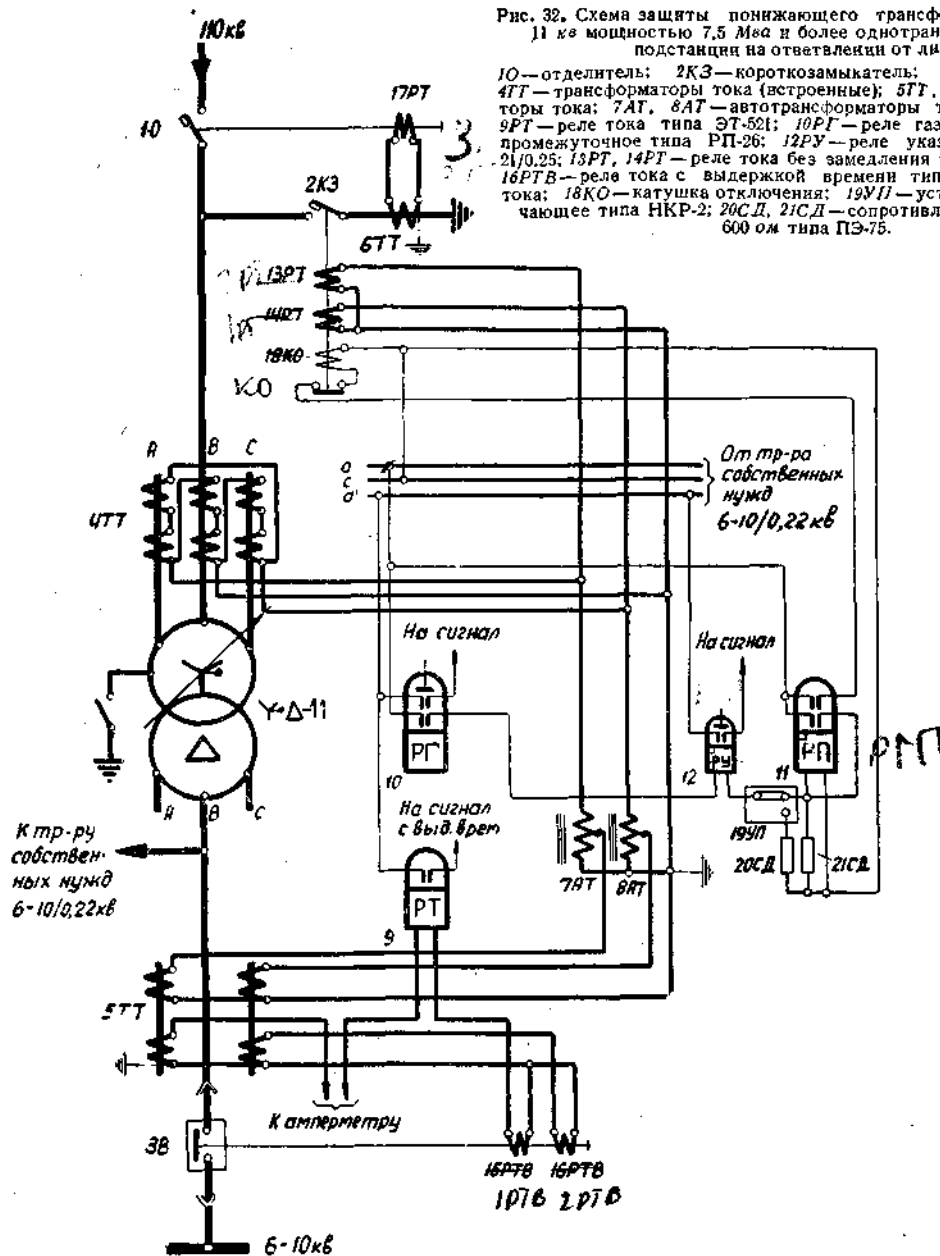 Рис. 32. Схема защиты понижающего трансф
11 кв мощностью 7,5 Мва и более однотран
подстанции на ответвлении от ли
1О—отделитель; 2КЗ—короткозамыкатель;
4ТТ—трансформаторы тока (встроенные); 5ТТ,
торы тока; 7АТ, 8АТ—автотрансформаторы т
9РТ—реле тока типа ЭТ-521; 10РГ—реле газ
промежуточное типа РП-26; 12РУ—реле указ
21/0.25; 13РТ, 14РТ—реле тока без замедления
16РТВ—реле тока с выдержкой времени тип
тока; 18КО—катушка отключения; 19УП—уст
чающее типа НКР-2; 20СД, 21СД—сопротивл
600 ом типа ПЭ-75.
110кв
17РТ
1О
3
2КЗ
6ТТ
13РТ
14РТ
18КО
КО
А В С
а
с
От тр-ра
собственных
нужд
6-10/0,22кв
4ТТ
На сигнал
На сигнал
Y-Δ-11
РГ
10
РУ
12
РП
11
РГП
19УП
20СД
21СД
7АТ
8АТ
А В С
К тр-ру
собствен-
ных нужд
6-10/0,22кв
На сигнал
с выд. врем
РТ
9
5ТТ
К амперметру
3В
15РТВ 16РТВ
1РТВ 2РТВ
6-10кв